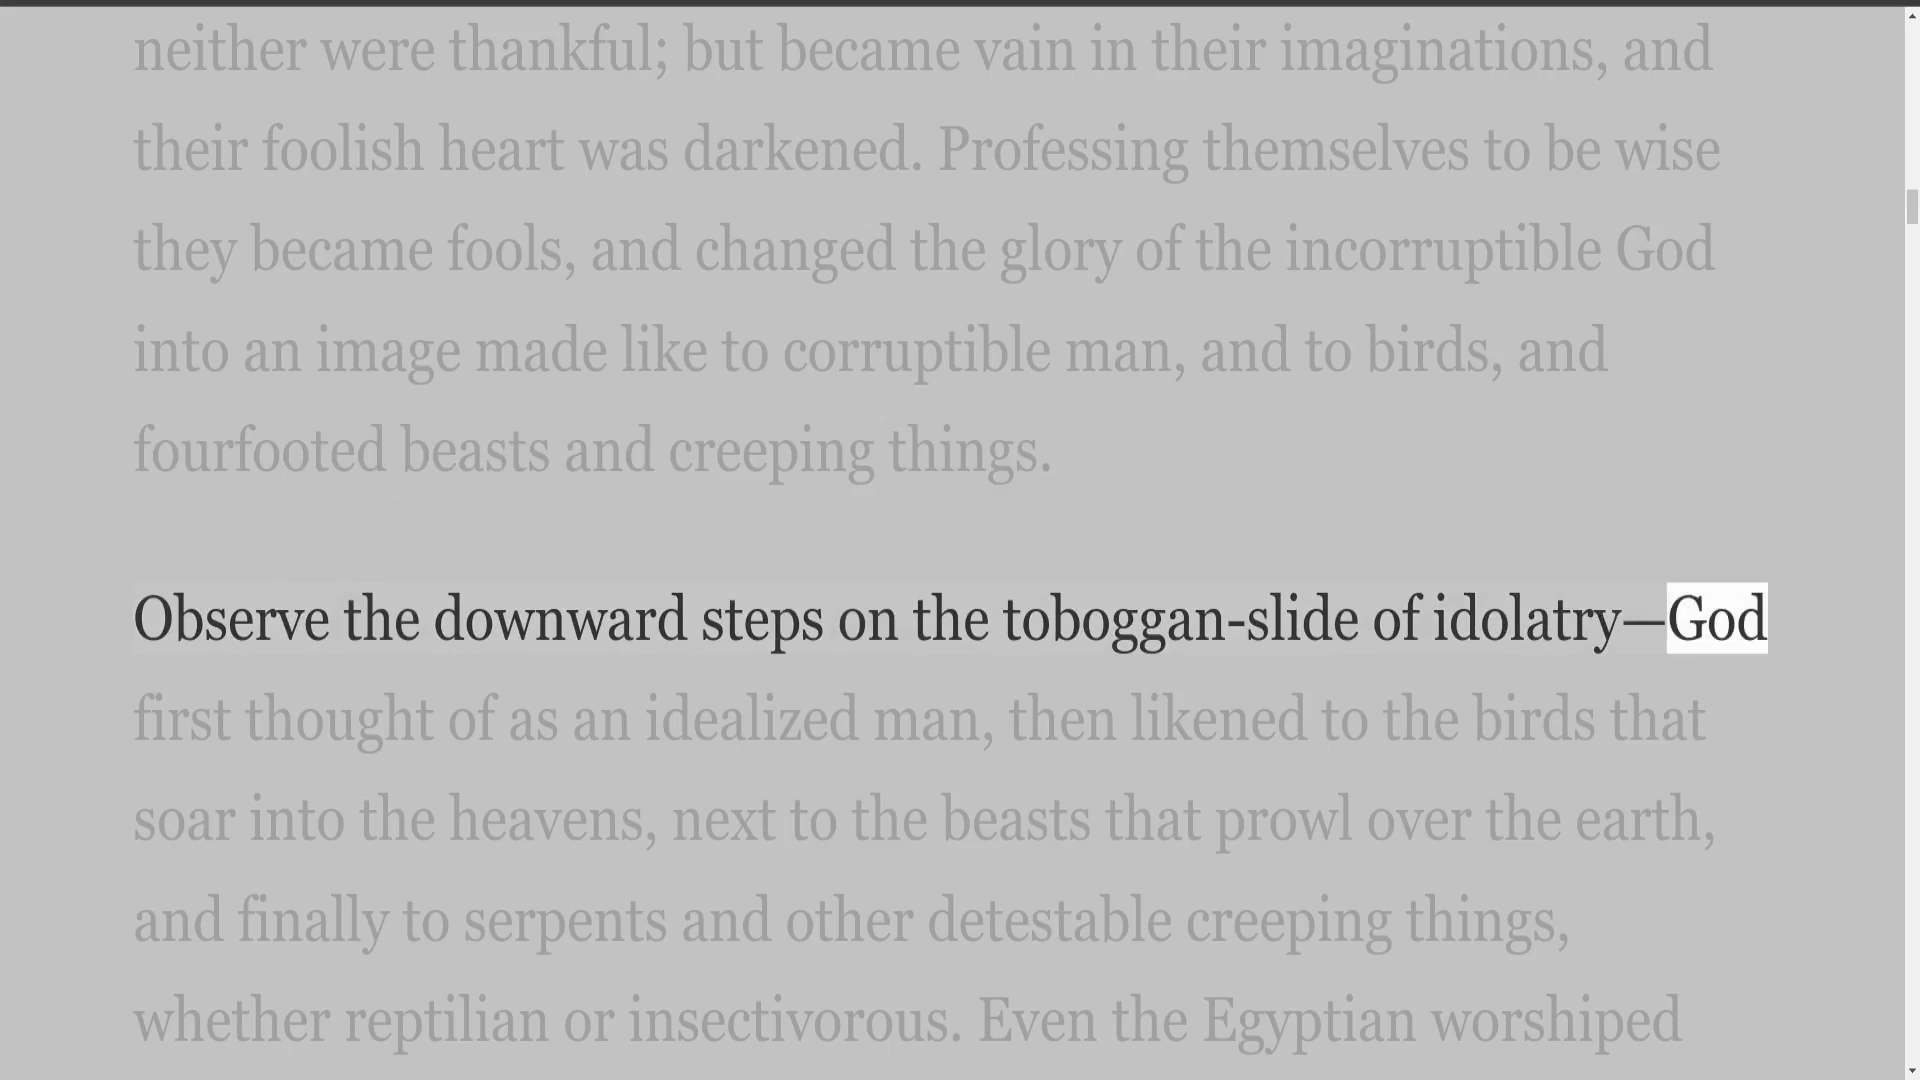 neither were thankful; but became vain in their imaginations, and
their foolish heart was darkened. Professing themselves to be wise
they became fools, and changed the glory of the incorruptible God
into an image made like to corruptible man, and to birds, and
fourfooted beasts and creeping things.
Observe the downward steps on the toboggan-slide of idolatry—God
first thought of as an idealized man, then likened to the birds that
soar into the heavens, next to the beasts that prowl over the earth,
and finally to serpents and other detestable creeping things,
whether reptilian or insectivorous. Even the Egyptian worshiped